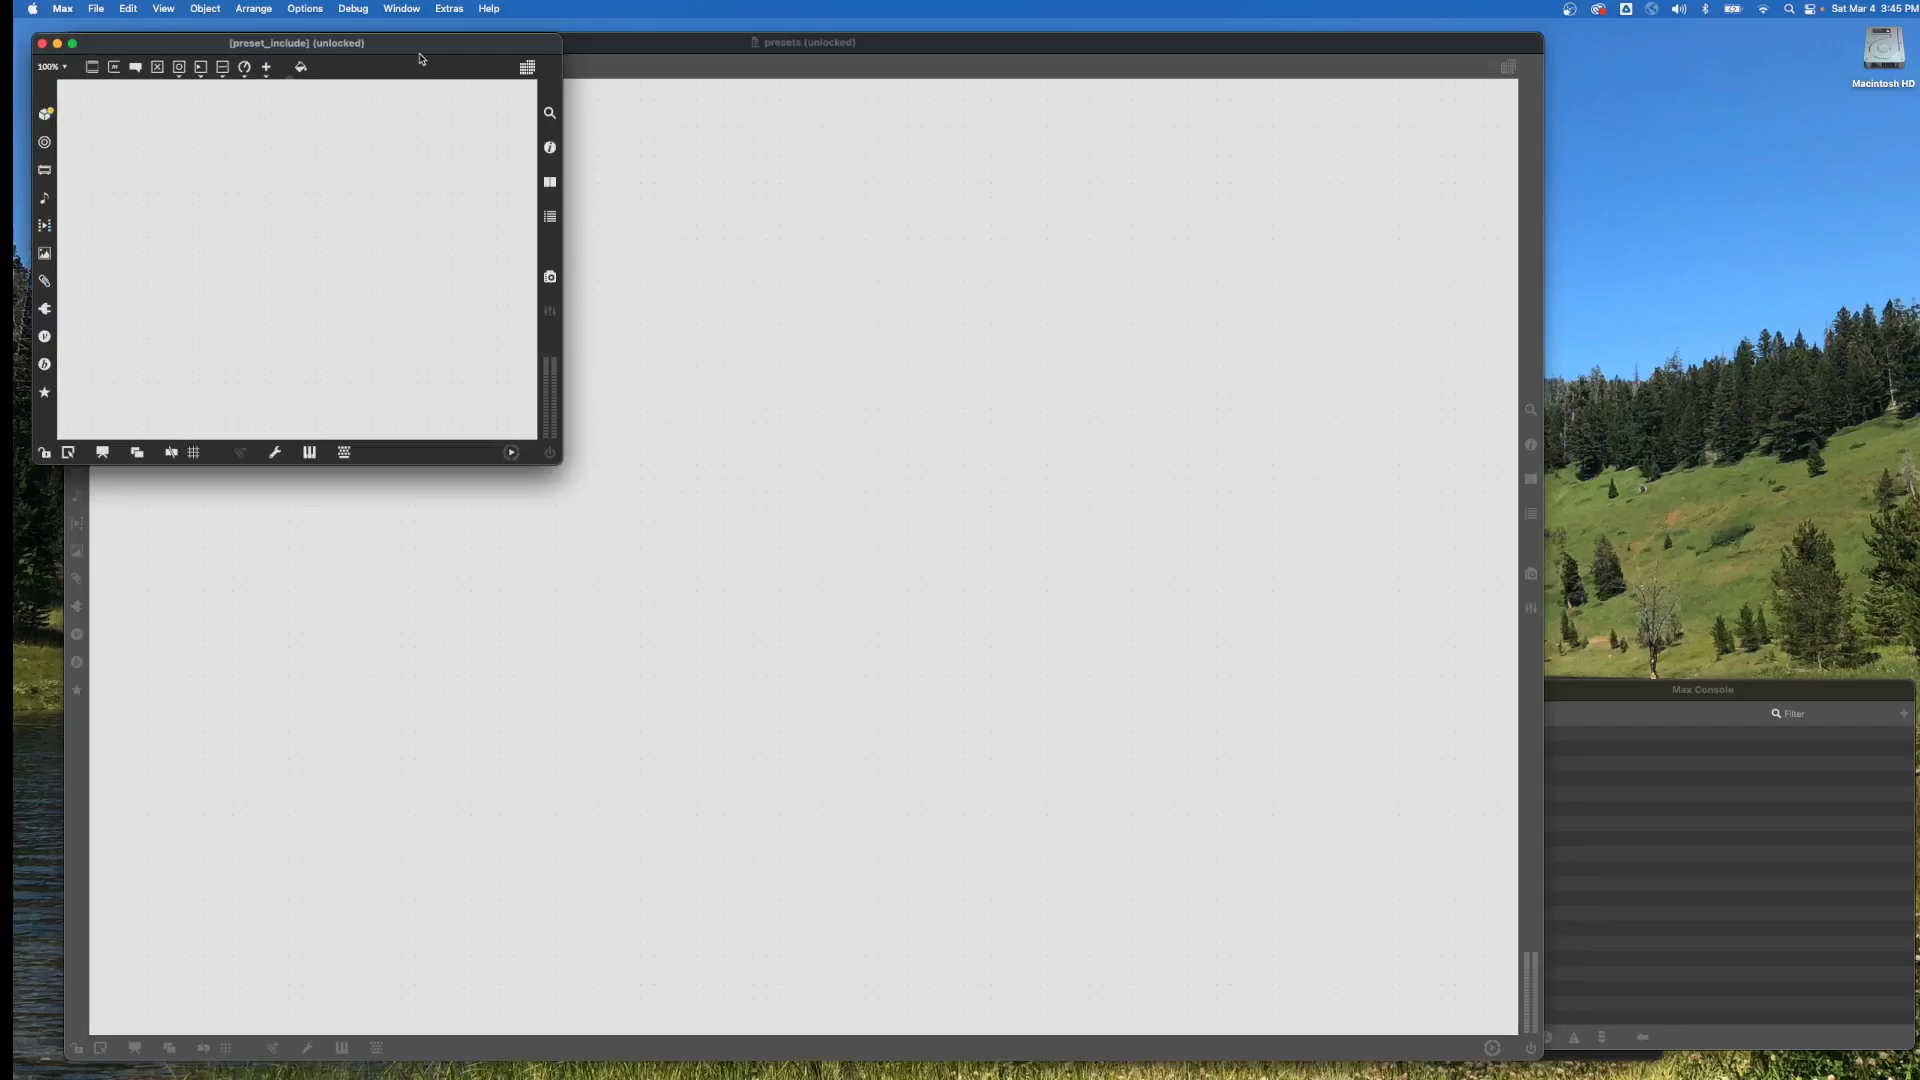 Max File Edit View Object Arrange Options Debug Window Extras Help
Sat Mar 4 3:45 PM
[preset_include] (unlocked)
presets (unlocked)
100%
Macintosh HD
Max Console
Filter